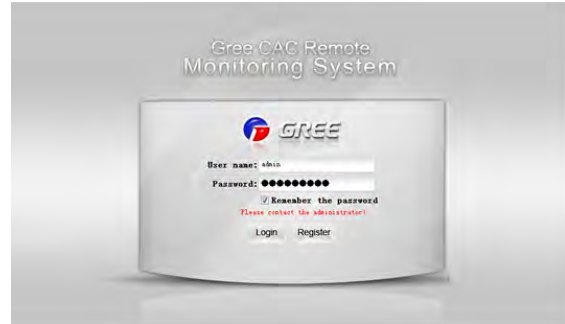 Gree CAC Remote
Monitoring System
GREE
User name: admin
Password: ●●●●●●●●●
Remember the password
Please contact the administrator!
Login Register